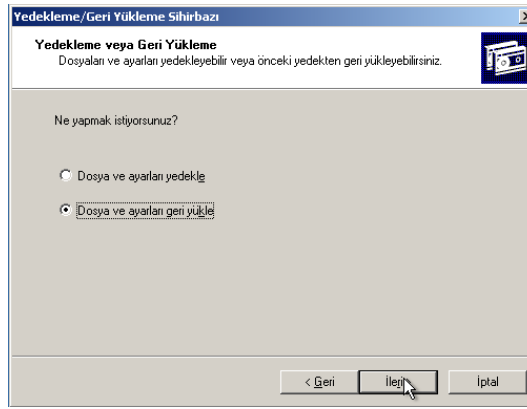 Yedekleme/Geri Yükleme Sihirbazı
Yedekleme veya Geri Yükleme
Dosyaları ve ayarları yedekleyebilir veya önceki yedekten geri yükleyebilirsiniz.
Ne yapmak istiyorsunuz?
Dosya ve ayarları yedekle
Dosya ve ayarları geri yükle
< Geri İleri İptal